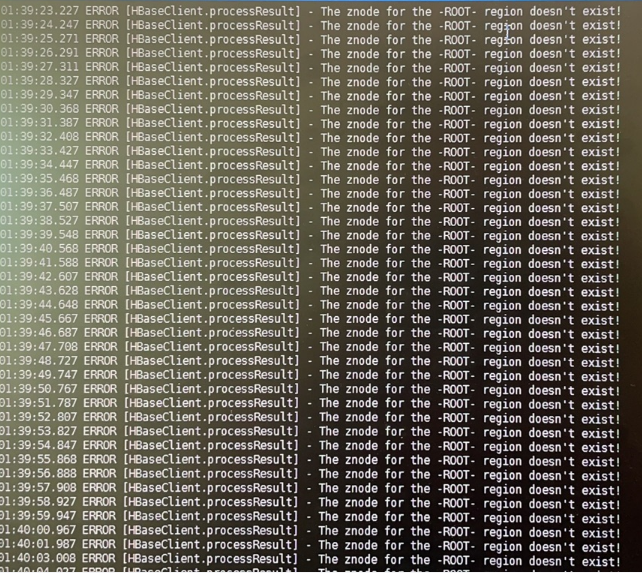 01:39:23.227 ERROR [HBaseClient.processResult] - The znode for the -ROOT- region doesn't exist!
01:39:24.247 ERROR [HBaseClient.processResult] - The znode for the -ROOT- region doesn't exist!
01:39:25.271 ERROR [HBaseClient.processResult] - The znode for the -ROOT- region doesn't exist!
01:39:26.291 ERROR [HBaseClient.processResult] - The znode for the -ROOT- region doesn't exist!
01:39:27.311 ERROR [HBaseClient.processResult] - The znode for the -ROOT- region doesn't exist!
01:39:28.327 ERROR [HBaseClient.processResult] - The znode for the -ROOT- region doesn't exist!
01:39:29.347 ERROR [HBaseClient.processResult] - The znode for the -ROOT- region doesn't exist!
01:39:30.368 ERROR [HBaseClient.processResult] - The znode for the -ROOT- region doesn't exist!
01:39:31.387 ERROR [HBaseClient.processResult] - The znode for the -ROOT- region doesn't exist!
01:39:32.408 ERROR [HBaseClient.processResult] - The znode for the -ROOT- region doesn't exist!
01:39:33.427 ERROR [HBaseClient.processResult] - The znode for the -ROOT- region doesn't exist!
01:39:34.447 ERROR [HBaseClient.processResult] - The znode for the -ROOT- region doesn't exist!
01:39:35.468 ERROR [HBaseClient.processResult] - The znode for the -ROOT- region doesn't exist!
01:39:36.487 ERROR [HBaseClient.processResult] - The znode for the -ROOT- region doesn't exist!
01:39:37.507 ERROR [HBaseClient.processResult] - The znode for the -ROOT- region doesn't exist!
01:39:38.527 ERROR [HBaseClient.processResult] - The znode for the -ROOT- region doesn't exist!
01:39:39.548 ERROR [HBaseClient.processResult] - The znode for the -ROOT- region doesn't exist!
01:39:40.568 ERROR [HBaseClient.processResult] - The znode for the -ROOT- region doesn't exist!
01:39:41.588 ERROR [HBaseClient.processResult] - The znode for the -ROOT- region doesn't exist!
01:39:42.607 ERROR [HBaseClient.processResult] - The znode for the -ROOT- region doesn't exist!
01:39:43.628 ERROR [HBaseClient.processResult] - The znode for the -ROOT- region doesn't exist!
01:39:44.648 ERROR [HBaseClient.processResult] - The znode for the -ROOT- region doesn't exist!
01:39:45.667 ERROR [HBaseClient.processResult] - The znode for the -ROOT- region doesn't exist!
01:39:46.687 ERROR [HBaseClient.processResult] - The znode for the -ROOT- region doesn't exist!
01:39:47.708 ERROR [HBaseClient.processResult] - The znode for the -ROOT- region doesn't exist!
01:39:48.727 ERROR [HBaseClient.processResult] - The znode for the -ROOT- region doesn't exist!
01:39:49.747 ERROR [HBaseClient.processResult] - The znode for the -ROOT- region doesn't exist!
01:39:50.767 ERROR [HBaseClient.processResult] - The znode for the -ROOT- region doesn't exist!
01:39:51.787 ERROR [HBaseClient.processResult] - The znode for the -ROOT- region doesn't exist!
01:39:52.807 ERROR [HBaseClient.processResult] - The znode for the -ROOT- region doesn't exist!
01:39:53.827 ERROR [HBaseClient.processResult] - The znode for the -ROOT- region doesn't exist!
01:39:54.847 ERROR [HBaseClient.processResult] - The znode for the -ROOT- region doesn't exist!
01:39:55.868 ERROR [HBaseClient.processResult] - The znode for the -ROOT- region doesn't exist!
01:39:56.888 ERROR [HBaseClient.processResult] - The znode for the -ROOT- region doesn't exist!
01:39:57.908 ERROR [HBaseClient.processResult] - The znode for the -ROOT- region doesn't exist!
01:39:58.927 ERROR [HBaseClient.processResult] - The znode for the -ROOT- region doesn't exist!
01:39:59.947 ERROR [HBaseClient.processResult] - The znode for the -ROOT- region doesn't exist!
01:40:00.967 ERROR [HBaseClient.processResult] - The znode for the -ROOT- region doesn't exist!
01:40:01.987 ERROR [HBaseClient.processResult] - The znode for the -ROOT- region doesn't exist!
01:40:03.008 ERROR [HBaseClient.processResult] - The znode for the -ROOT- region doesn't exist!
01:40:04.027 ERROR [HBaseClient.processResult] - The znode for the -ROOT- region doesn't exist!